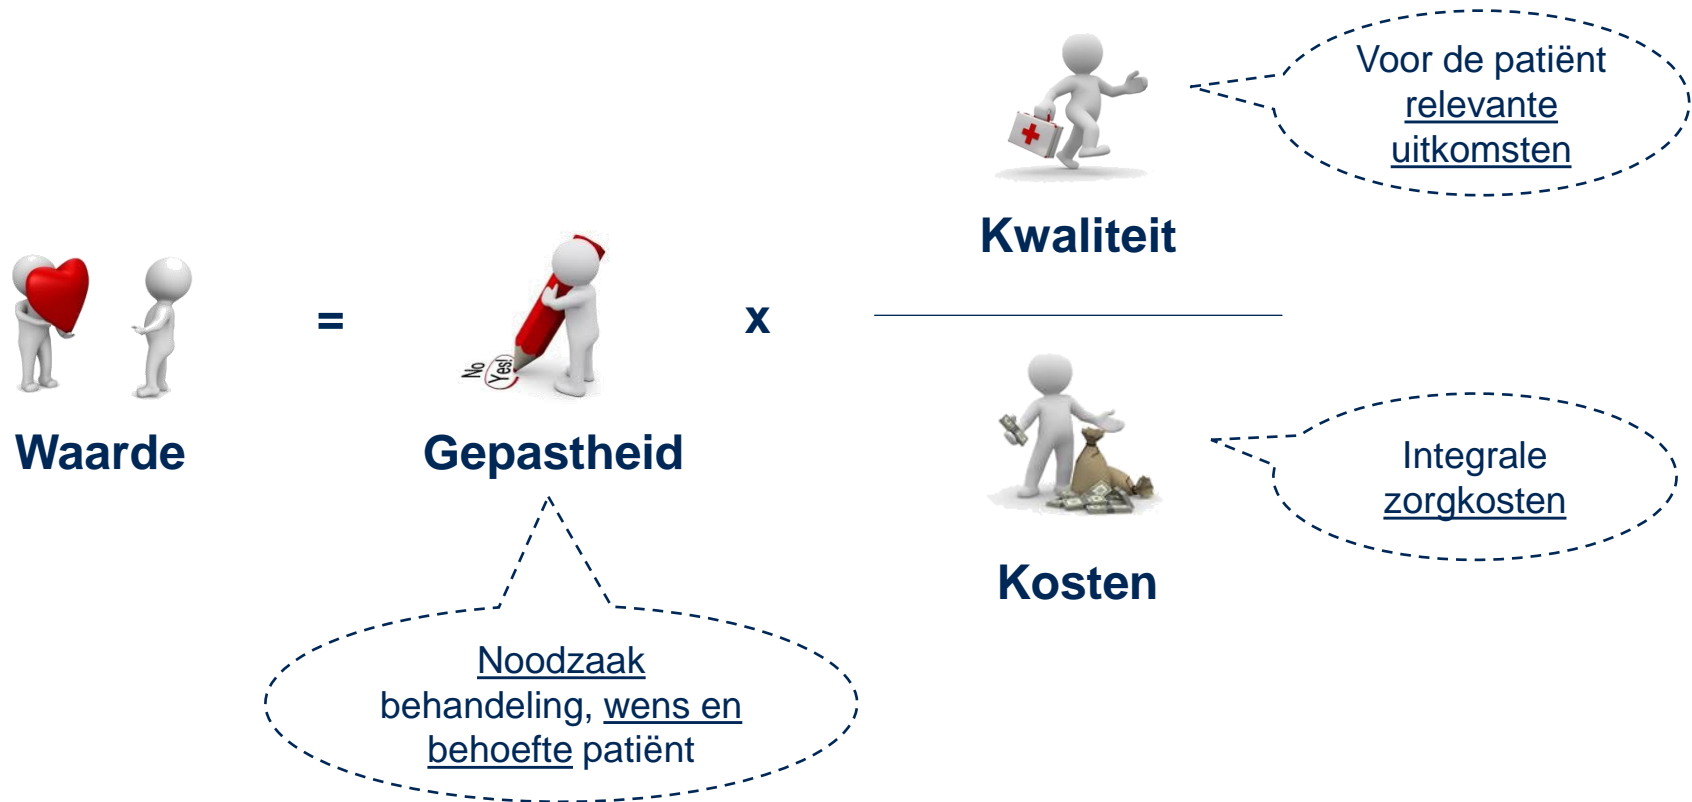 Voor de patiënt
relevante
uitkomsten
Kwaliteit
=
x
No
Yes!
Waarde
Gepastheid
Integrale
zorgkosten
Kosten
Noodzaak
behandeling, wens en
behoefte patiënt